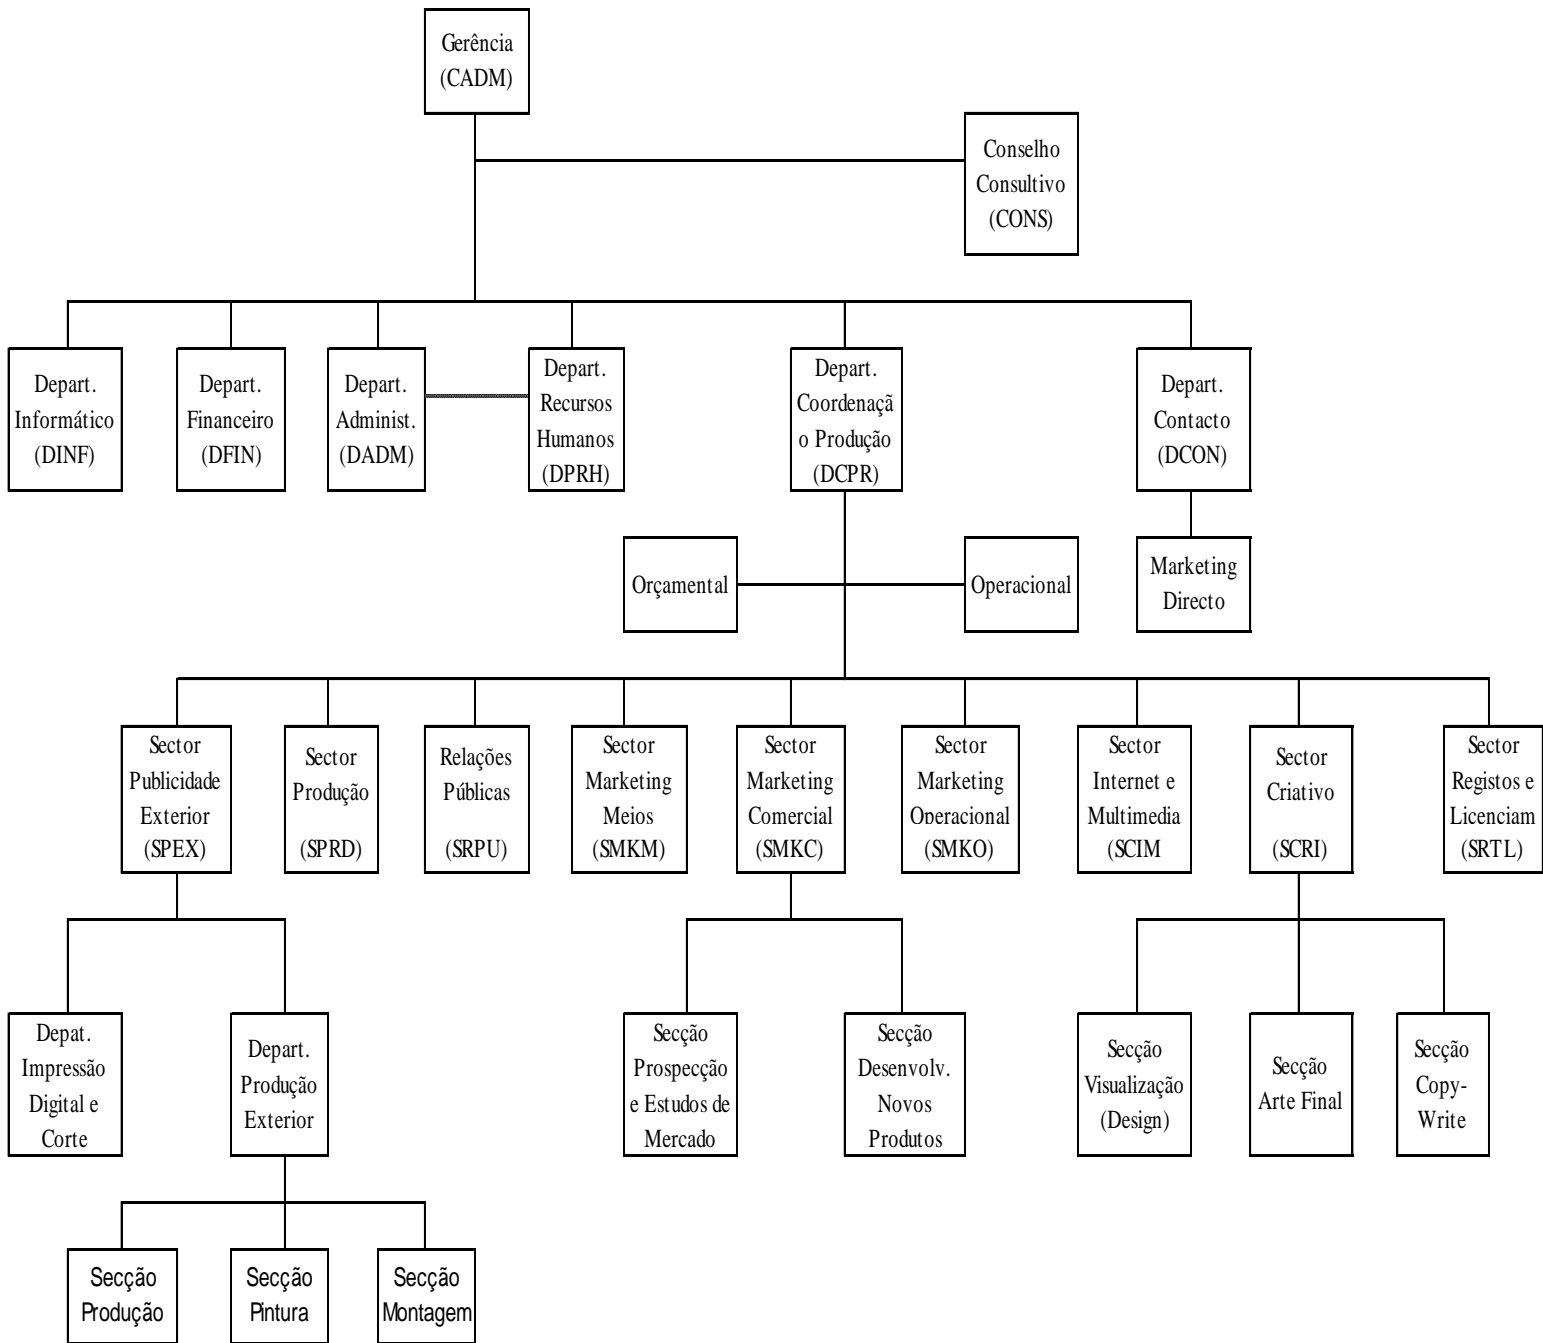 Gerência
(CADM)
Conselho
Consultivo
(CONS)
Depart.
Informático
(DINF)
Depart.
Financeiro
(DFIN)
Depart.
Administ.
(DADM)
Depart.
Recursos
Humanos
(DPRH)
Depart.
Coordenaçã
o Produção
(DCPR)
Depart.
Contacto
(DCON)
Orçamental
Operacional
Marketing
Directo
Sector
Publicidade
Exterior
(SPEX)
Sector
Produção
(SPRD)
Relações
Públicas
(SRPU)
Sector
Marketing
Meios
(SMKM)
Sector
Marketing
Comercial
(SMKC)
Sector
Marketing
Operacional
(SMKO)
Sector
Internet e
Multimedia
(SCIM
Sector
Criativo
(SCRI)
Sector
Registos e
Licenciam
(SRTL)
Depat.
Impressão
Digital e
Corte
Depart.
Produção
Exterior
Secção
Prospecção
e Estudos de
Mercado
Secção
Desenvolv.
Novos
Produtos
Secção
Visualização
(Design)
Secção
Arte Final
Secção
Copy-
Write
Secção
Produção
Secção
Pintura
Secção
Montagem